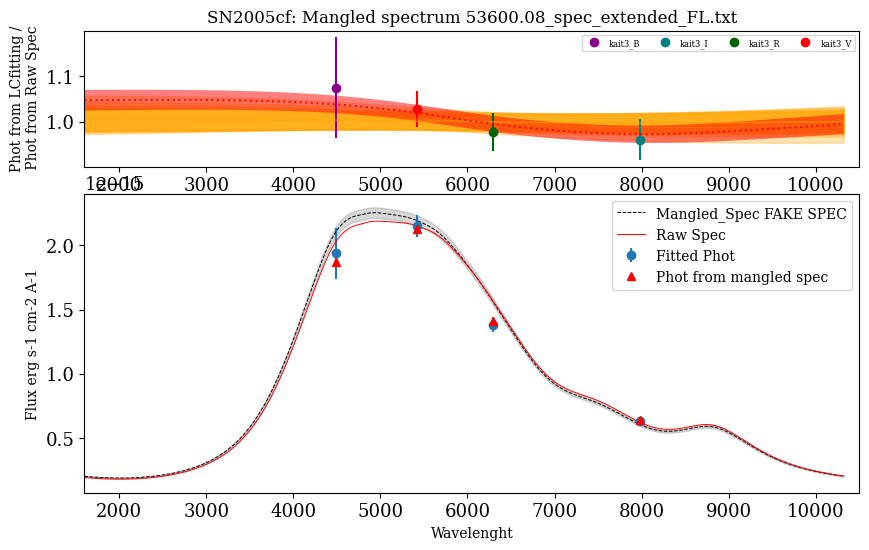 SN2005cf: Mangled spectrum 53600.08_spec_extended_FL.txt
Phot from LCfitting /
Phot from Raw Spec
1.1
1.0
kait3_B kait3_I kait3_R kait3_V
2000 3000 4000 5000 6000 7000 8000 9000 10000
1e−15
Flux erg s-1 cm-2 A-1
2.0
1.5
1.0
0.5
Mangled_Spec FAKE SPEC
Raw Spec
Fitted Phot
Phot from mangled spec
2000 3000 4000 5000 6000 7000 8000 9000 10000
Wavelenght